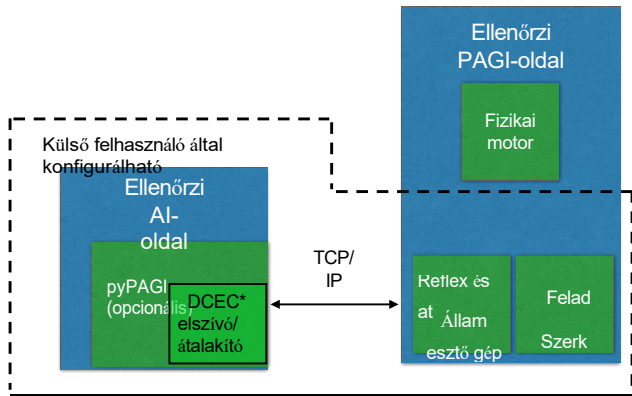 Ellenőrzi
PAGI-oldal
Fizikai
motor
Külső felhasználó által
konfigurálható
Ellenőrzi
AI-
oldal
pyPAGI
(opcionális)
DCEC*
elszívó/
átalakító
TCP/
IP
Reflex és
at Állam
esztő gép
Felad
Szerk